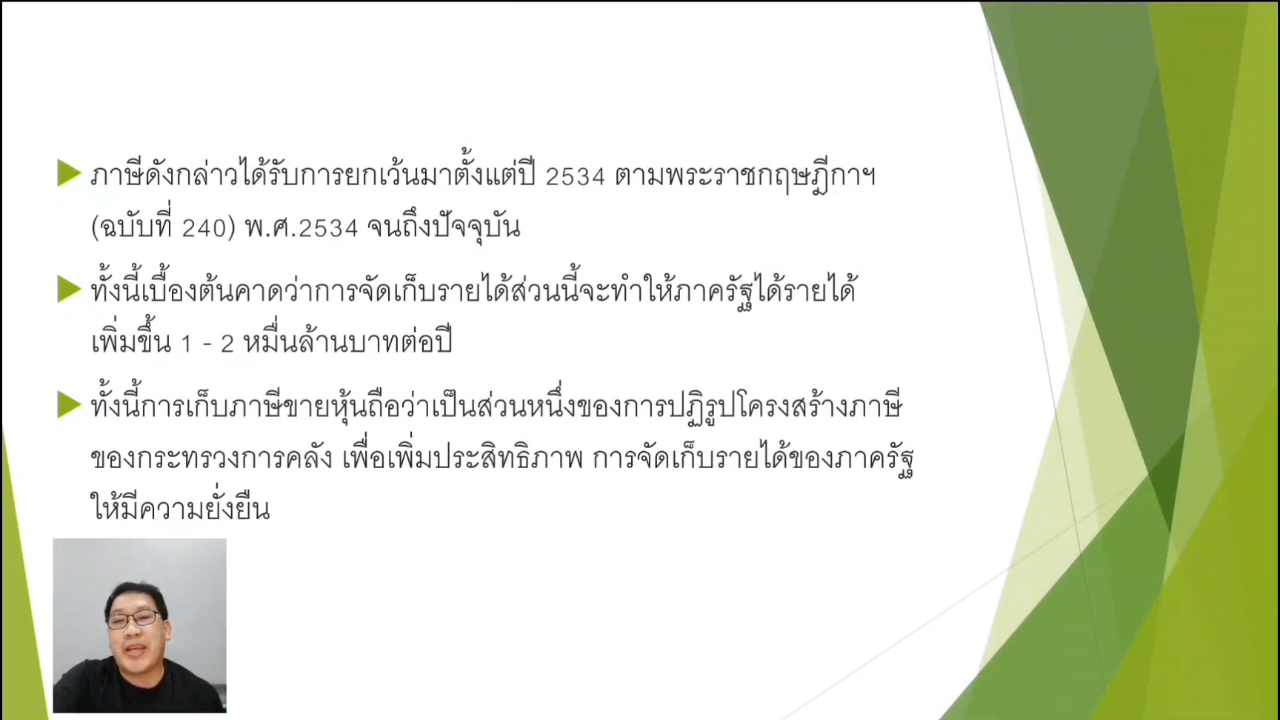 ภาษีดังกล่าวได้รับการยกเว้นมาตั้งแต่ปี 2534 ตามพระราชกฤษฎีกาฯ
(ฉบับที่ 240) พ.ศ.2534 จนถึงปัจจุบัน
ทั้งนี้เบื้องต้นคาดว่าการจัดเก็บรายได้ส่วนนี้จะทำให้ภาครัฐได้รายได้
เพิ่มขึ้น 1 - 2 หมื่นล้านบาทต่อปี
ทั้งนี้การเก็บภาษีขายหุ้นถือว่าเป็นส่วนหนึ่งของการปฏิรูปโครงสร้างภาษี
ของกระทรวงการคลัง เพื่อเพิ่มประสิทธิภาพ การจัดเก็บรายได้ของภาครัฐ
ให้มีความยั่งยืน